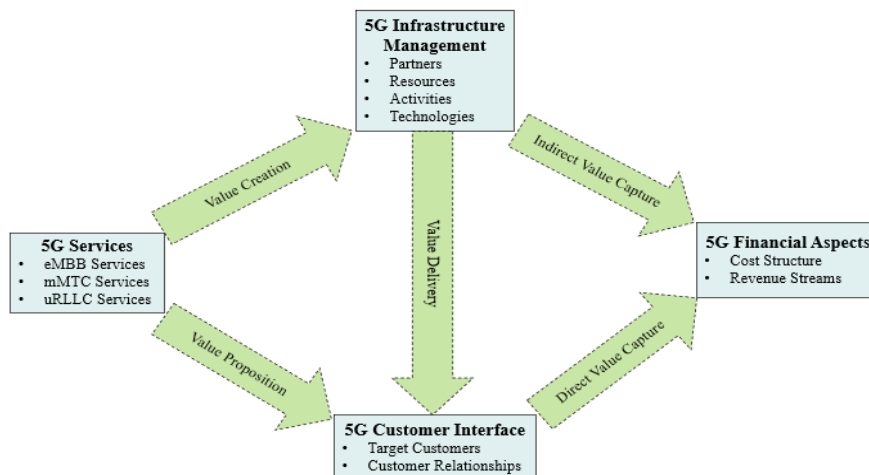 5G Infrastructure
Management
• Partners
• Resources
• Activities
• Technologies
Value Creation
Indirect Value Capture
Value Delivery
5G Services
• eMBB Services
• mMTC Services
• uRLLC Services
5G Financial Aspects
• Cost Structure
• Revenue Streams
Value Proposition
Direct Value Capture
5G Customer Interface
• Target Customers
• Customer Relationships